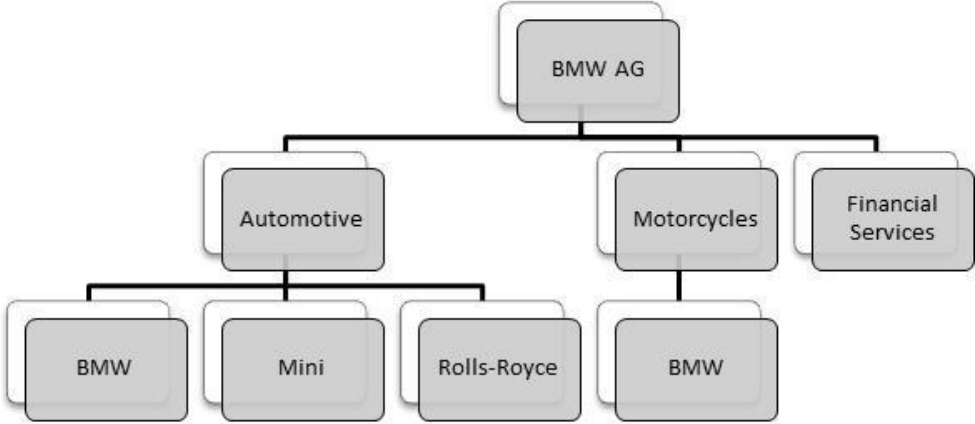 BMW AG
Automotive
Motorcycles
Financial
Services
BMW
Mini
Rolls-Royce
BMW